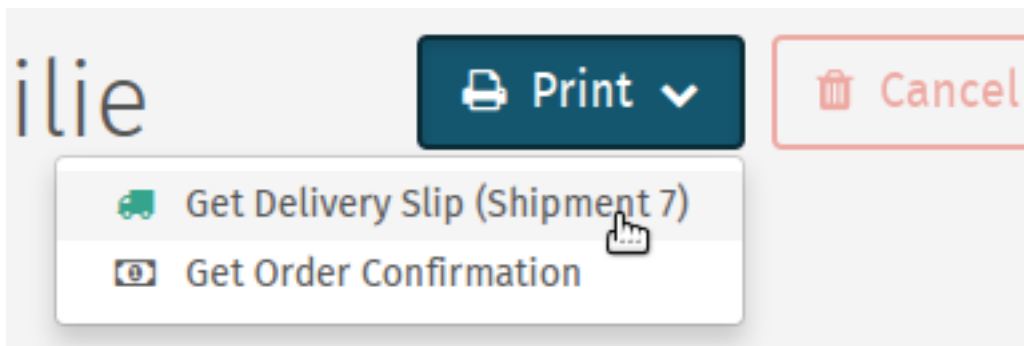 ilie
Print
Cancel
Get Delivery Slip (Shipment 7)
Get Order Confirmation